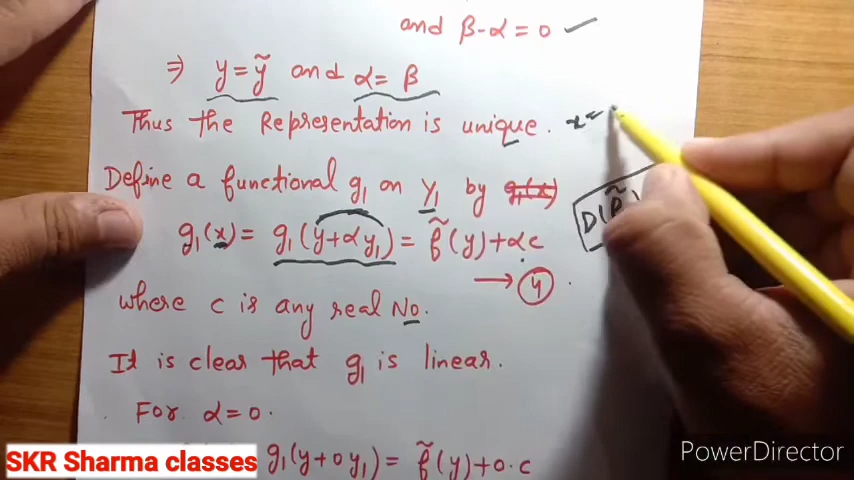 and β-α = 0
⇒ y = ỹ and α = β
Thus the Representation is unique. x =
Define a functional g₁ on Y₁ by g₁(x)
D(f̃)
g₁(x) = g₁(y+αy₁) = f̃(y)+αc
→ 4
where c is any real No.
It is clear that g₁ is linear.
For α = 0.
g₁(y+0y₁) = f̃(y)+0·c
SKR Sharma classes
PowerDirector